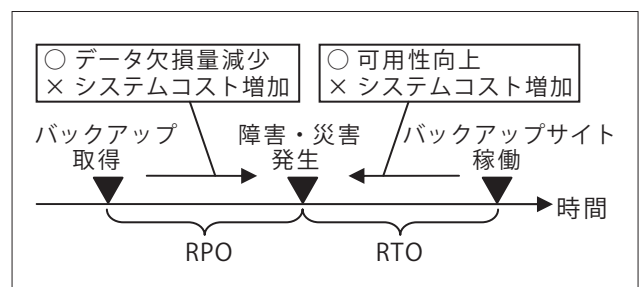 ○ データ欠損量減少
× システムコスト増加
○ 可用性向上
× システムコスト増加
バックアップ
取得
障害・災害
発生
バックアップサイト
稼働
時間
RPO
RTO